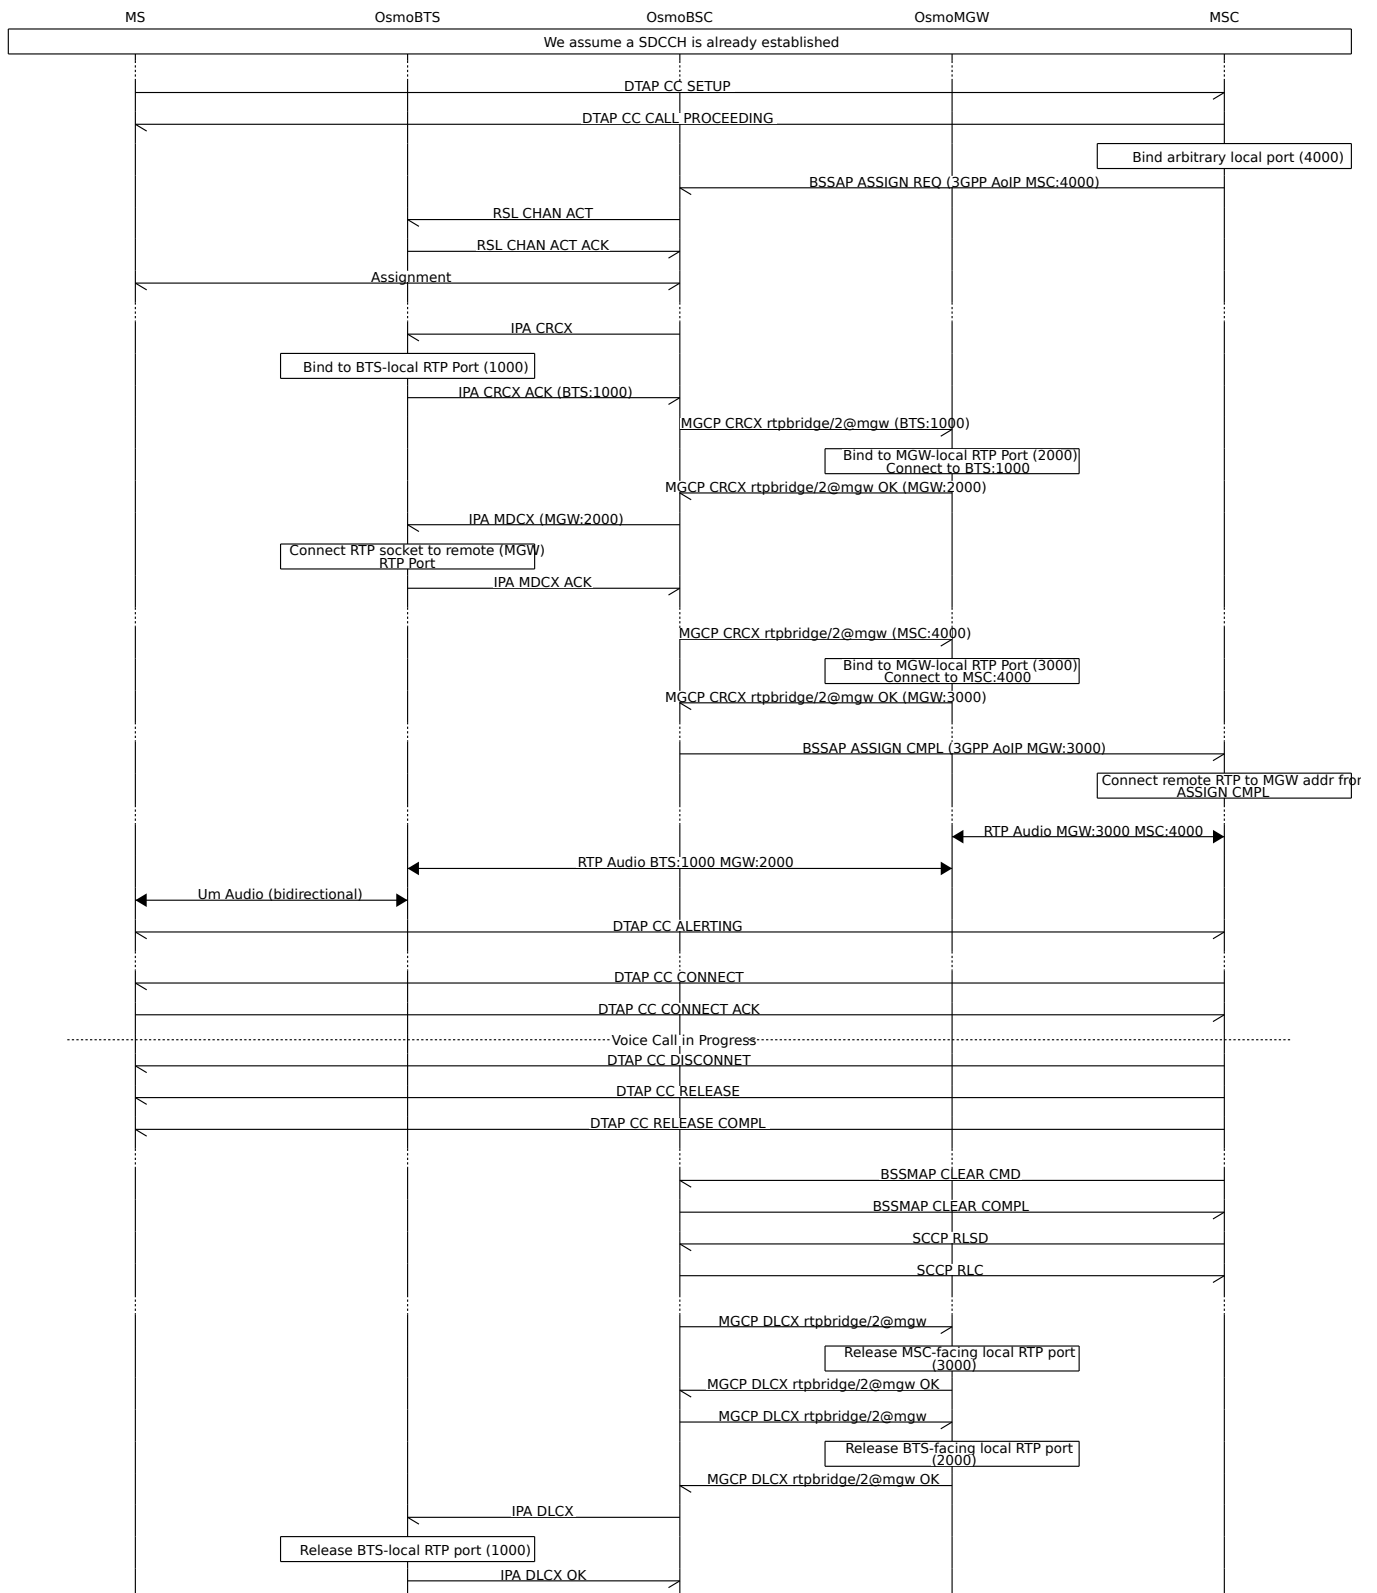 MS OsmoBTS OsmoBSC OsmoMGW MSC
We assume a SDCCH is already established
DTAP CC SETUP
DTAP CC CALL PROCEEDING
Bind arbitrary local port (4000)
BSSAP ASSIGN REQ (3GPP AoIP MSC:4000)
RSL CHAN ACT
RSL CHAN ACT ACK
Assignment
IPA CRCX
Bind to BTS-local RTP Port (1000)
IPA CRCX ACK (BTS:1000)
MGCP CRCX rtpbridge/2@mgw (BTS:1000)
Bind to MGW-local RTP Port (2000)
Connect to BTS:1000
MGCP CRCX rtpbridge/2@mgw OK (MGW:2000)
IPA MDCX (MGW:2000)
Connect RTP socket to remote (MGW)
RTP Port
IPA MDCX ACK
MGCP CRCX rtpbridge/2@mgw (MSC:4000)
Bind to MGW-local RTP Port (3000)
Connect to MSC:4000
MGCP CRCX rtpbridge/2@mgw OK (MGW:3000)
BSSAP ASSIGN CMPL (3GPP AoIP MGW:3000)
Connect remote RTP to MGW addr
ASSIGN CMPL
RTP Audio MGW:3000 MSC:4000
RTP Audio BTS:1000 MGW:2000
Um Audio (bidirectional)
DTAP CC ALERTING
DTAP CC CONNECT
DTAP CC CONNECT ACK
Voice Call in Progress
DTAP CC DISCONNET
DTAP CC RELEASE
DTAP CC RELEASE COMPL
BSSMAP CLEAR CMD
BSSMAP CLEAR COMPL
SCCP RLSD
SCCP RLC
MGCP DLCX rtpbridge/2@mgw
Release MSC-facing local RTP port
(3000)
MGCP DLCX rtpbridge/2@mgw OK
MGCP DLCX rtpbridge/2@mgw
Release BTS-facing local RTP port
(2000)
MGCP DLCX rtpbridge/2@mgw OK
IPA DLCX
Release BTS-local RTP port (1000)
IPA DLCX OK